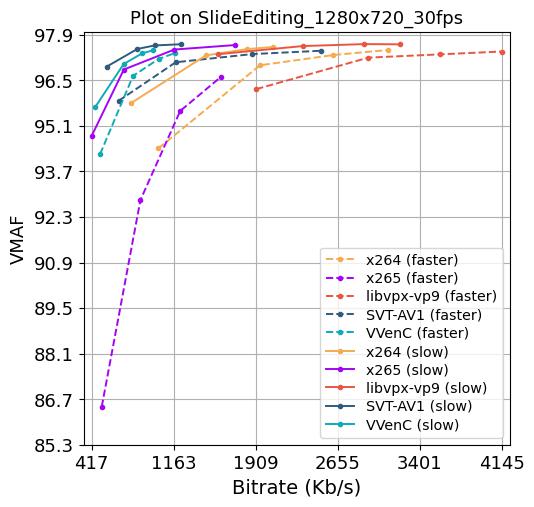 Plot on SlideEditing_1280x720_30fps
97.9
96.5
95.1
93.7
92.3
90.9
89.5
88.1
86.7
85.3
VMAF
x264 (faster)
x265 (faster)
libvpx-vp9 (faster)
SVT-AV1 (faster)
VVenC (faster)
x264 (slow)
x265 (slow)
libvpx-vp9 (slow)
SVT-AV1 (slow)
VVenC (slow)
417 1163 1909 2655 3401 4145
Bitrate (Kb/s)